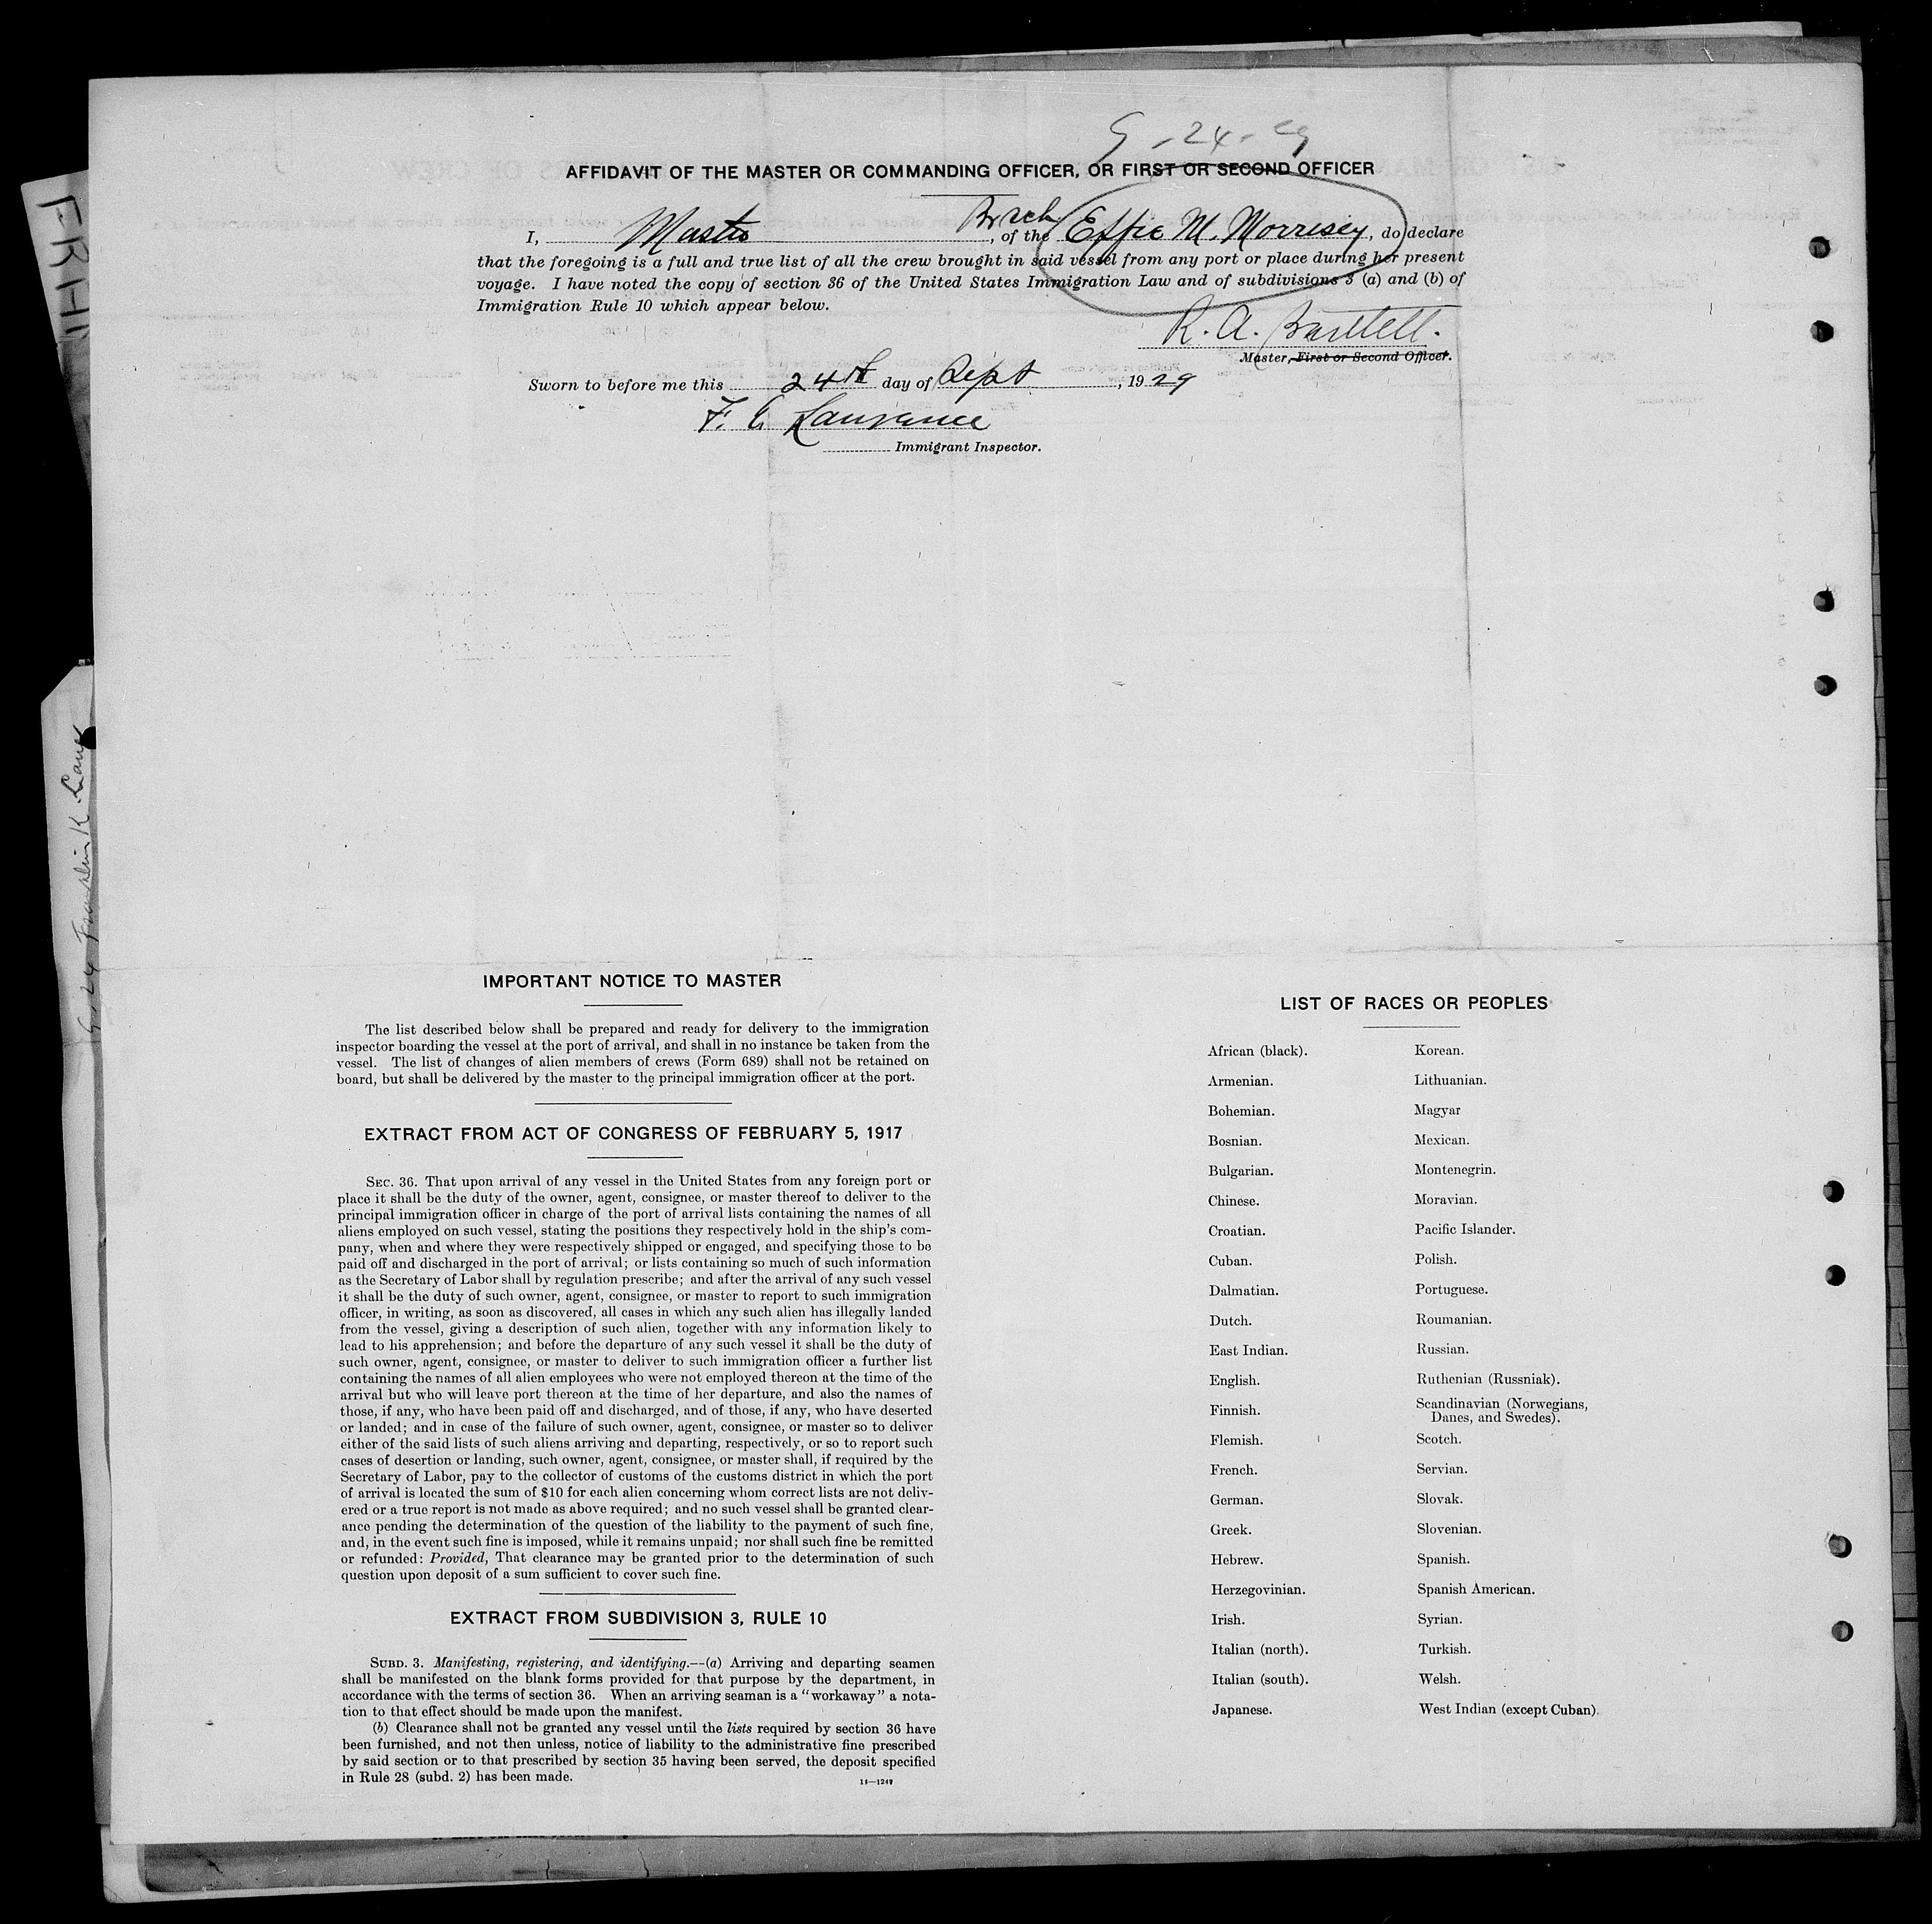 9-24-29
AFFIDAVIT OF THE MASTER OR COMMANDING OFFICER, OR FIRST OR SECOND OFFICER
I, Master, of the Br sch Effie M. Morrisey, do declare
that the foregoing is a full and true list of all the crew brought in said vessel from any port or place during her present
voyage. I have noted the copy of section 36 of the United States Immigration Law and of subdivisions 3 (a) and (b) of
Immigration Rule 10 which appear below.
R. A. Bartlett.
Master, First or Second Officer.
Sworn to before me this 24th day of Sept, 1929
F. C. Laurance
Immigrant Inspector.
FRHI
9-24 Franklin K Lane
IMPORTANT NOTICE TO MASTER
The list described below shall be prepared and ready for delivery to the immigration
inspector boarding the vessel at the port of arrival, and shall in no instance be taken from the
vessel. The list of changes of alien members of crews (Form 689) shall not be retained on
board, but shall be delivered by the master to the principal immigration officer at the port.
EXTRACT FROM ACT OF CONGRESS OF FEBRUARY 5, 1917
SEC. 36. That upon arrival of any vessel in the United States from any foreign port or
place it shall be the duty of the owner, agent, consignee, or master thereof to deliver to the
principal immigration officer in charge of the port of arrival lists containing the names of all
aliens employed on such vessel, stating the positions they respectively hold in the ship's com-
pany, when and where they were respectively shipped or engaged, and specifying those to be
paid off and discharged in the port of arrival; or lists containing so much of such information
as the Secretary of Labor shall by regulation prescribe; and after the arrival of any such vessel
it shall be the duty of such owner, agent, consignee, or master to report to such immigration
officer, in writing, as soon as discovered, all cases in which any such alien has illegally landed
from the vessel, giving a description of such alien, together with any information likely to
lead to his apprehension; and before the departure of any such vessel it shall be the duty of
such owner, agent, consignee, or master to deliver to such immigration officer a further list
containing the names of all alien employees who were not employed thereon at the time of the
arrival but who will leave port thereon at the time of her departure, and also the names of
those, if any, who have been paid off and discharged, and of those, if any, who have deserted
or landed; and in case of the failure of such owner, agent, consignee, or master so to deliver
either of the said lists of such aliens arriving and departing, respectively, or so to report such
cases of desertion or landing, such owner, agent, consignee, or master shall, if required by the
Secretary of Labor, pay to the collector of customs of the customs district in which the port
of arrival is located the sum of $10 for each alien concerning whom correct lists are not deliv-
ered or a true report is not made as above required; and no such vessel shall be granted clear-
ance pending the determination of the question of the liability to the payment of such fine,
and, in the event such fine is imposed, while it remains unpaid; nor shall such fine be remitted
or refunded: Provided, That clearance may be granted prior to the determination of such
question upon deposit of a sum sufficient to cover such fine.
EXTRACT FROM SUBDIVISION 3, RULE 10
SUBD. 3. Manifesting, registering, and identifying.—(a) Arriving and departing seamen
shall be manifested on the blank forms provided for that purpose by the department, in
accordance with the terms of section 36. When an arriving seaman is a "workaway" a nota-
tion to that effect should be made upon the manifest.
(b) Clearance shall not be granted any vessel until the lists required by section 36 have
been furnished, and not then unless, notice of liability to the administrative fine prescribed
by said section or to that prescribed by section 35 having been served, the deposit specified
in Rule 28 (subd. 2) has been made.
14—1249
LIST OF RACES OR PEOPLES
African (black). Korean.
Armenian. Lithuanian.
Bohemian. Magyar
Bosnian. Mexican.
Bulgarian. Montenegrin.
Chinese. Moravian.
Croatian. Pacific Islander.
Cuban. Polish.
Dalmatian. Portuguese.
Dutch. Roumanian.
East Indian. Russian.
English. Ruthenian (Russniak).
Finnish. Scandinavian (Norwegians,
Danes, and Swedes).
Flemish. Scotch.
French. Servian.
German. Slovak.
Greek. Slovenian.
Hebrew. Spanish.
Herzegovinian. Spanish American.
Irish. Syrian.
Italian (north). Turkish.
Italian (south). Welsh.
Japanese. West Indian (except Cuban).